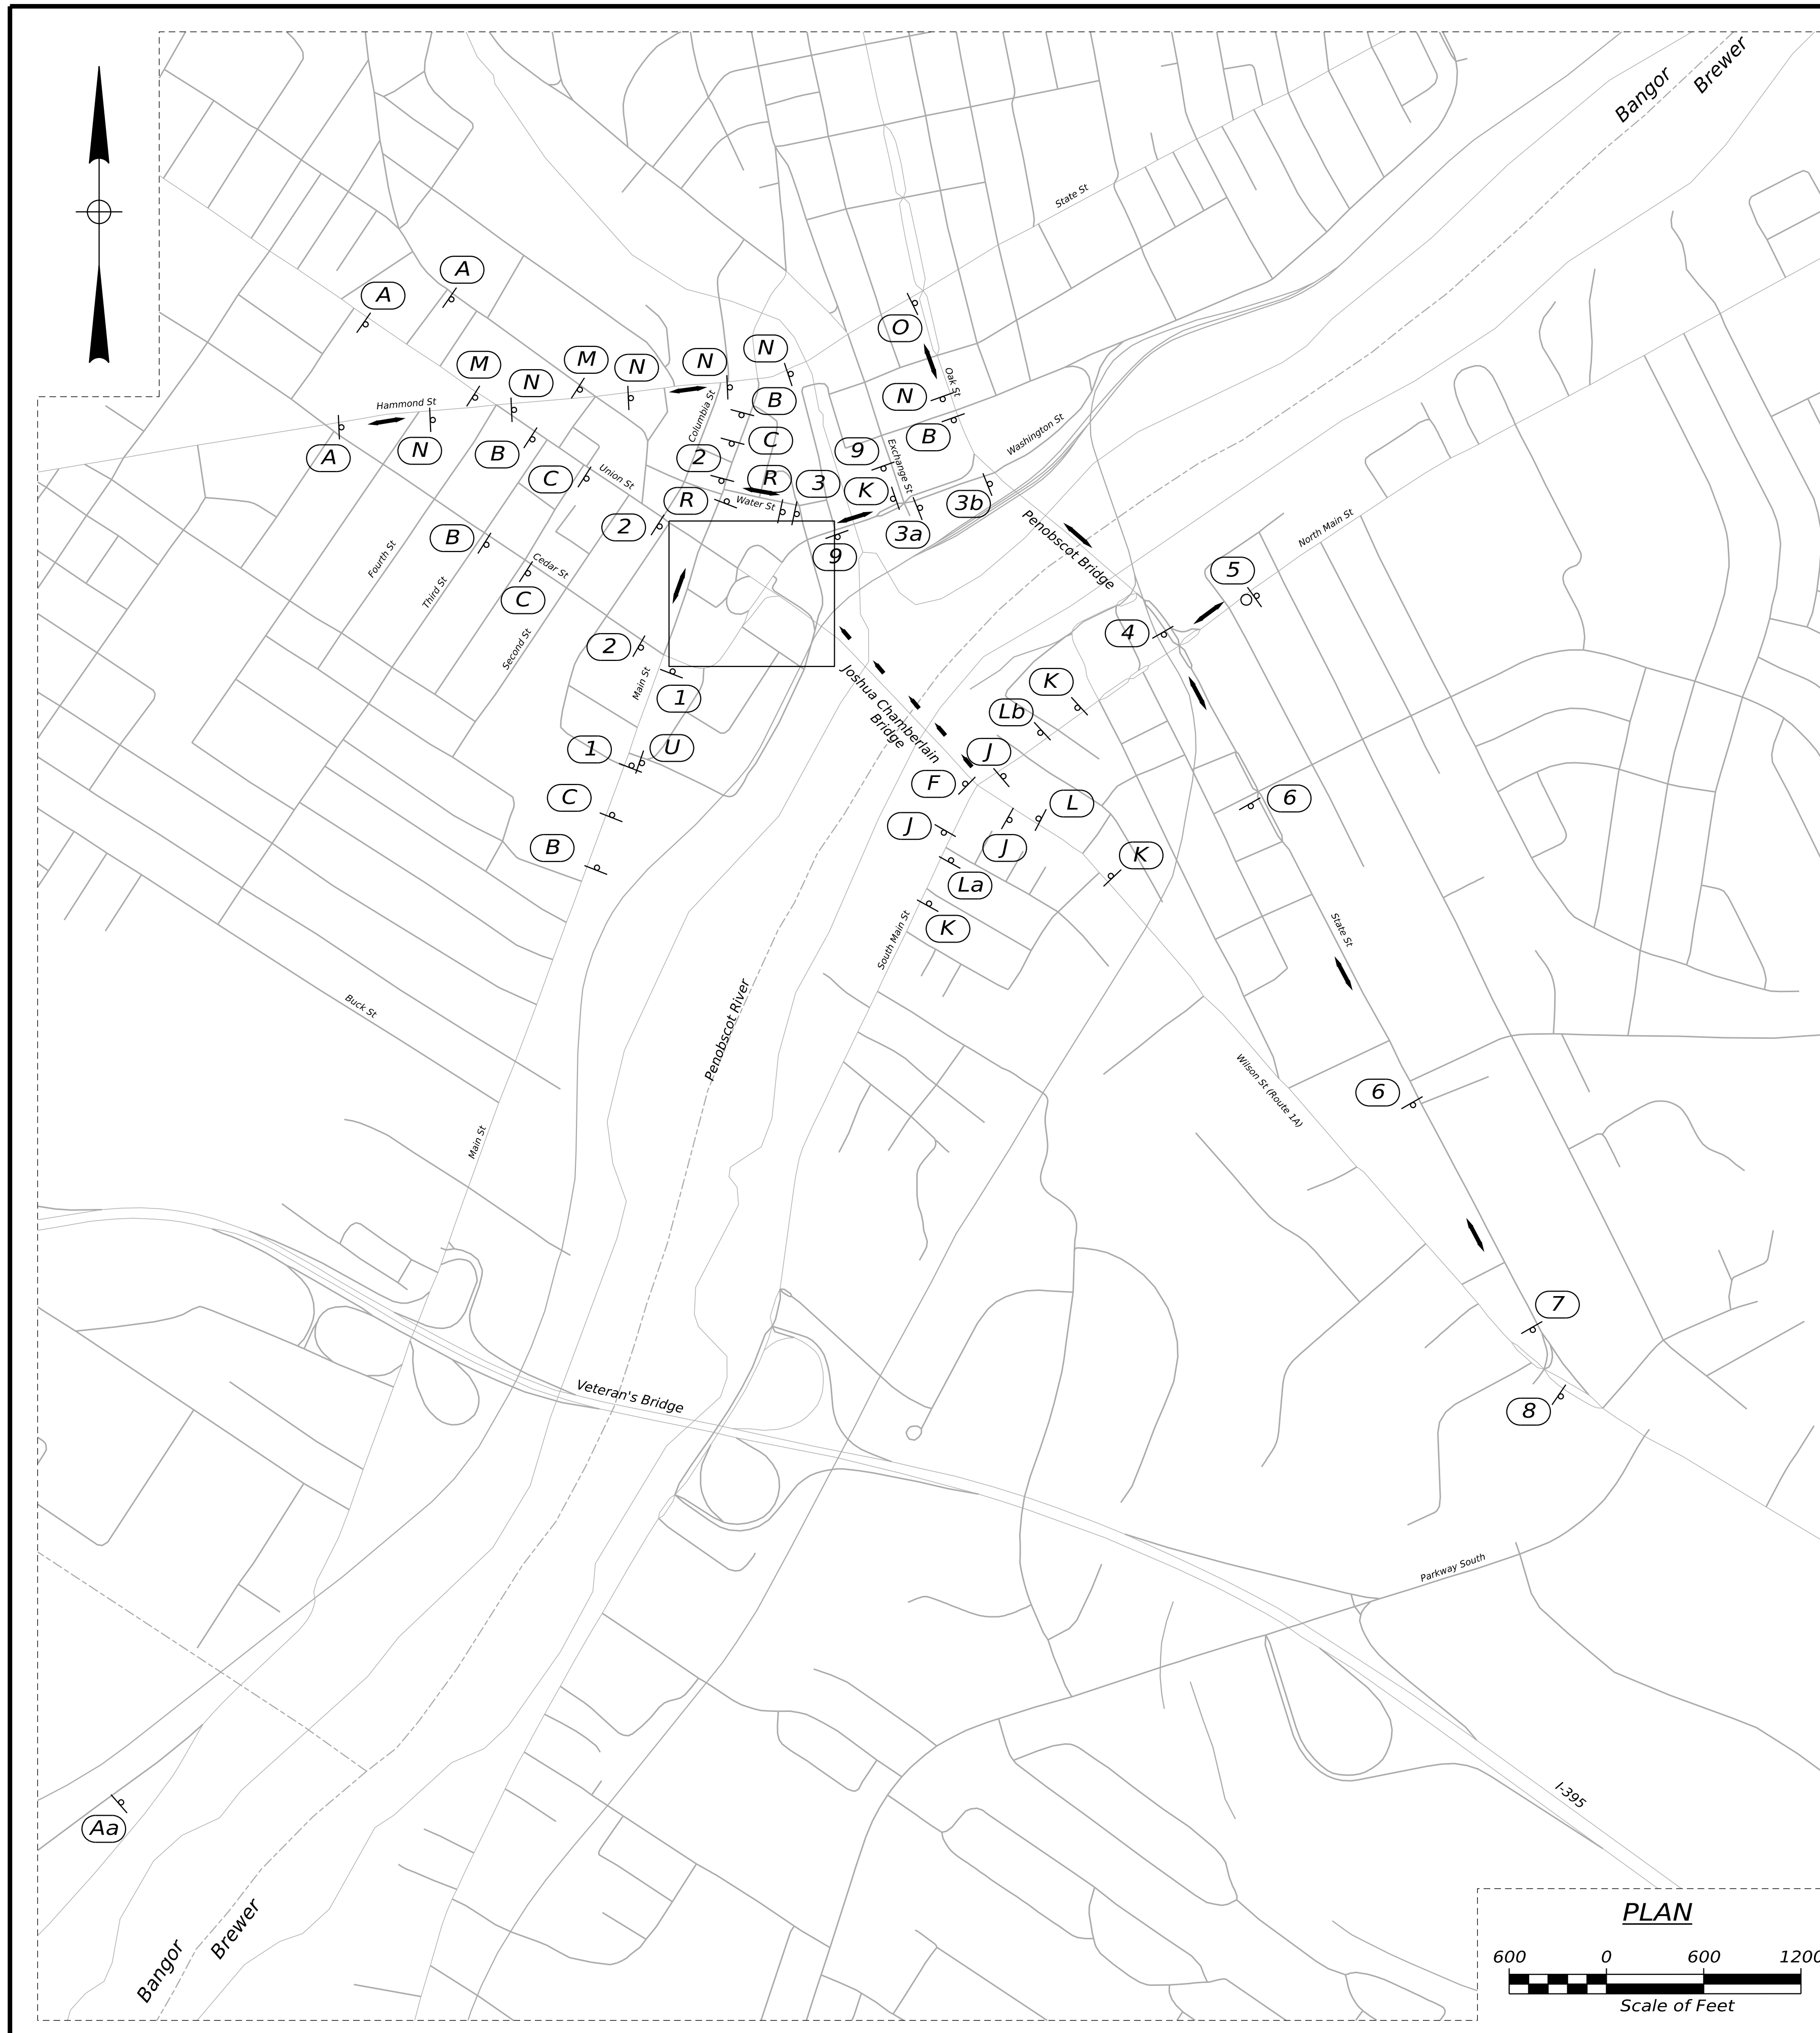 Bangor
Brewer
State St
A
A
O
N
M
M
N
N
N
Hammond St
Columbia St
B
N
Oak St
A
N
B
C
B
Washington St
C
Union St
2
R
3
9
Exchange St
K
3b
R
Water St
3a
2
9
B
Fourth St
Third St
Cedar St
C
Second St
2
Main St
1
1
U
C
B
Penobscot Bridge
North Main St
5
4
K
Lb
Joshua Chamberlain
Bridge
J
F
L
J
J
K
La
K
6
South Main St
State St
Buck St
Penobscot River
Main St
Wilson St (Route 1A)
6
7
8
Veteran's Bridge
Parkway South
I-395
Aa
Bangor
Brewer
PLAN
600 0 600 1200
Scale of Feet